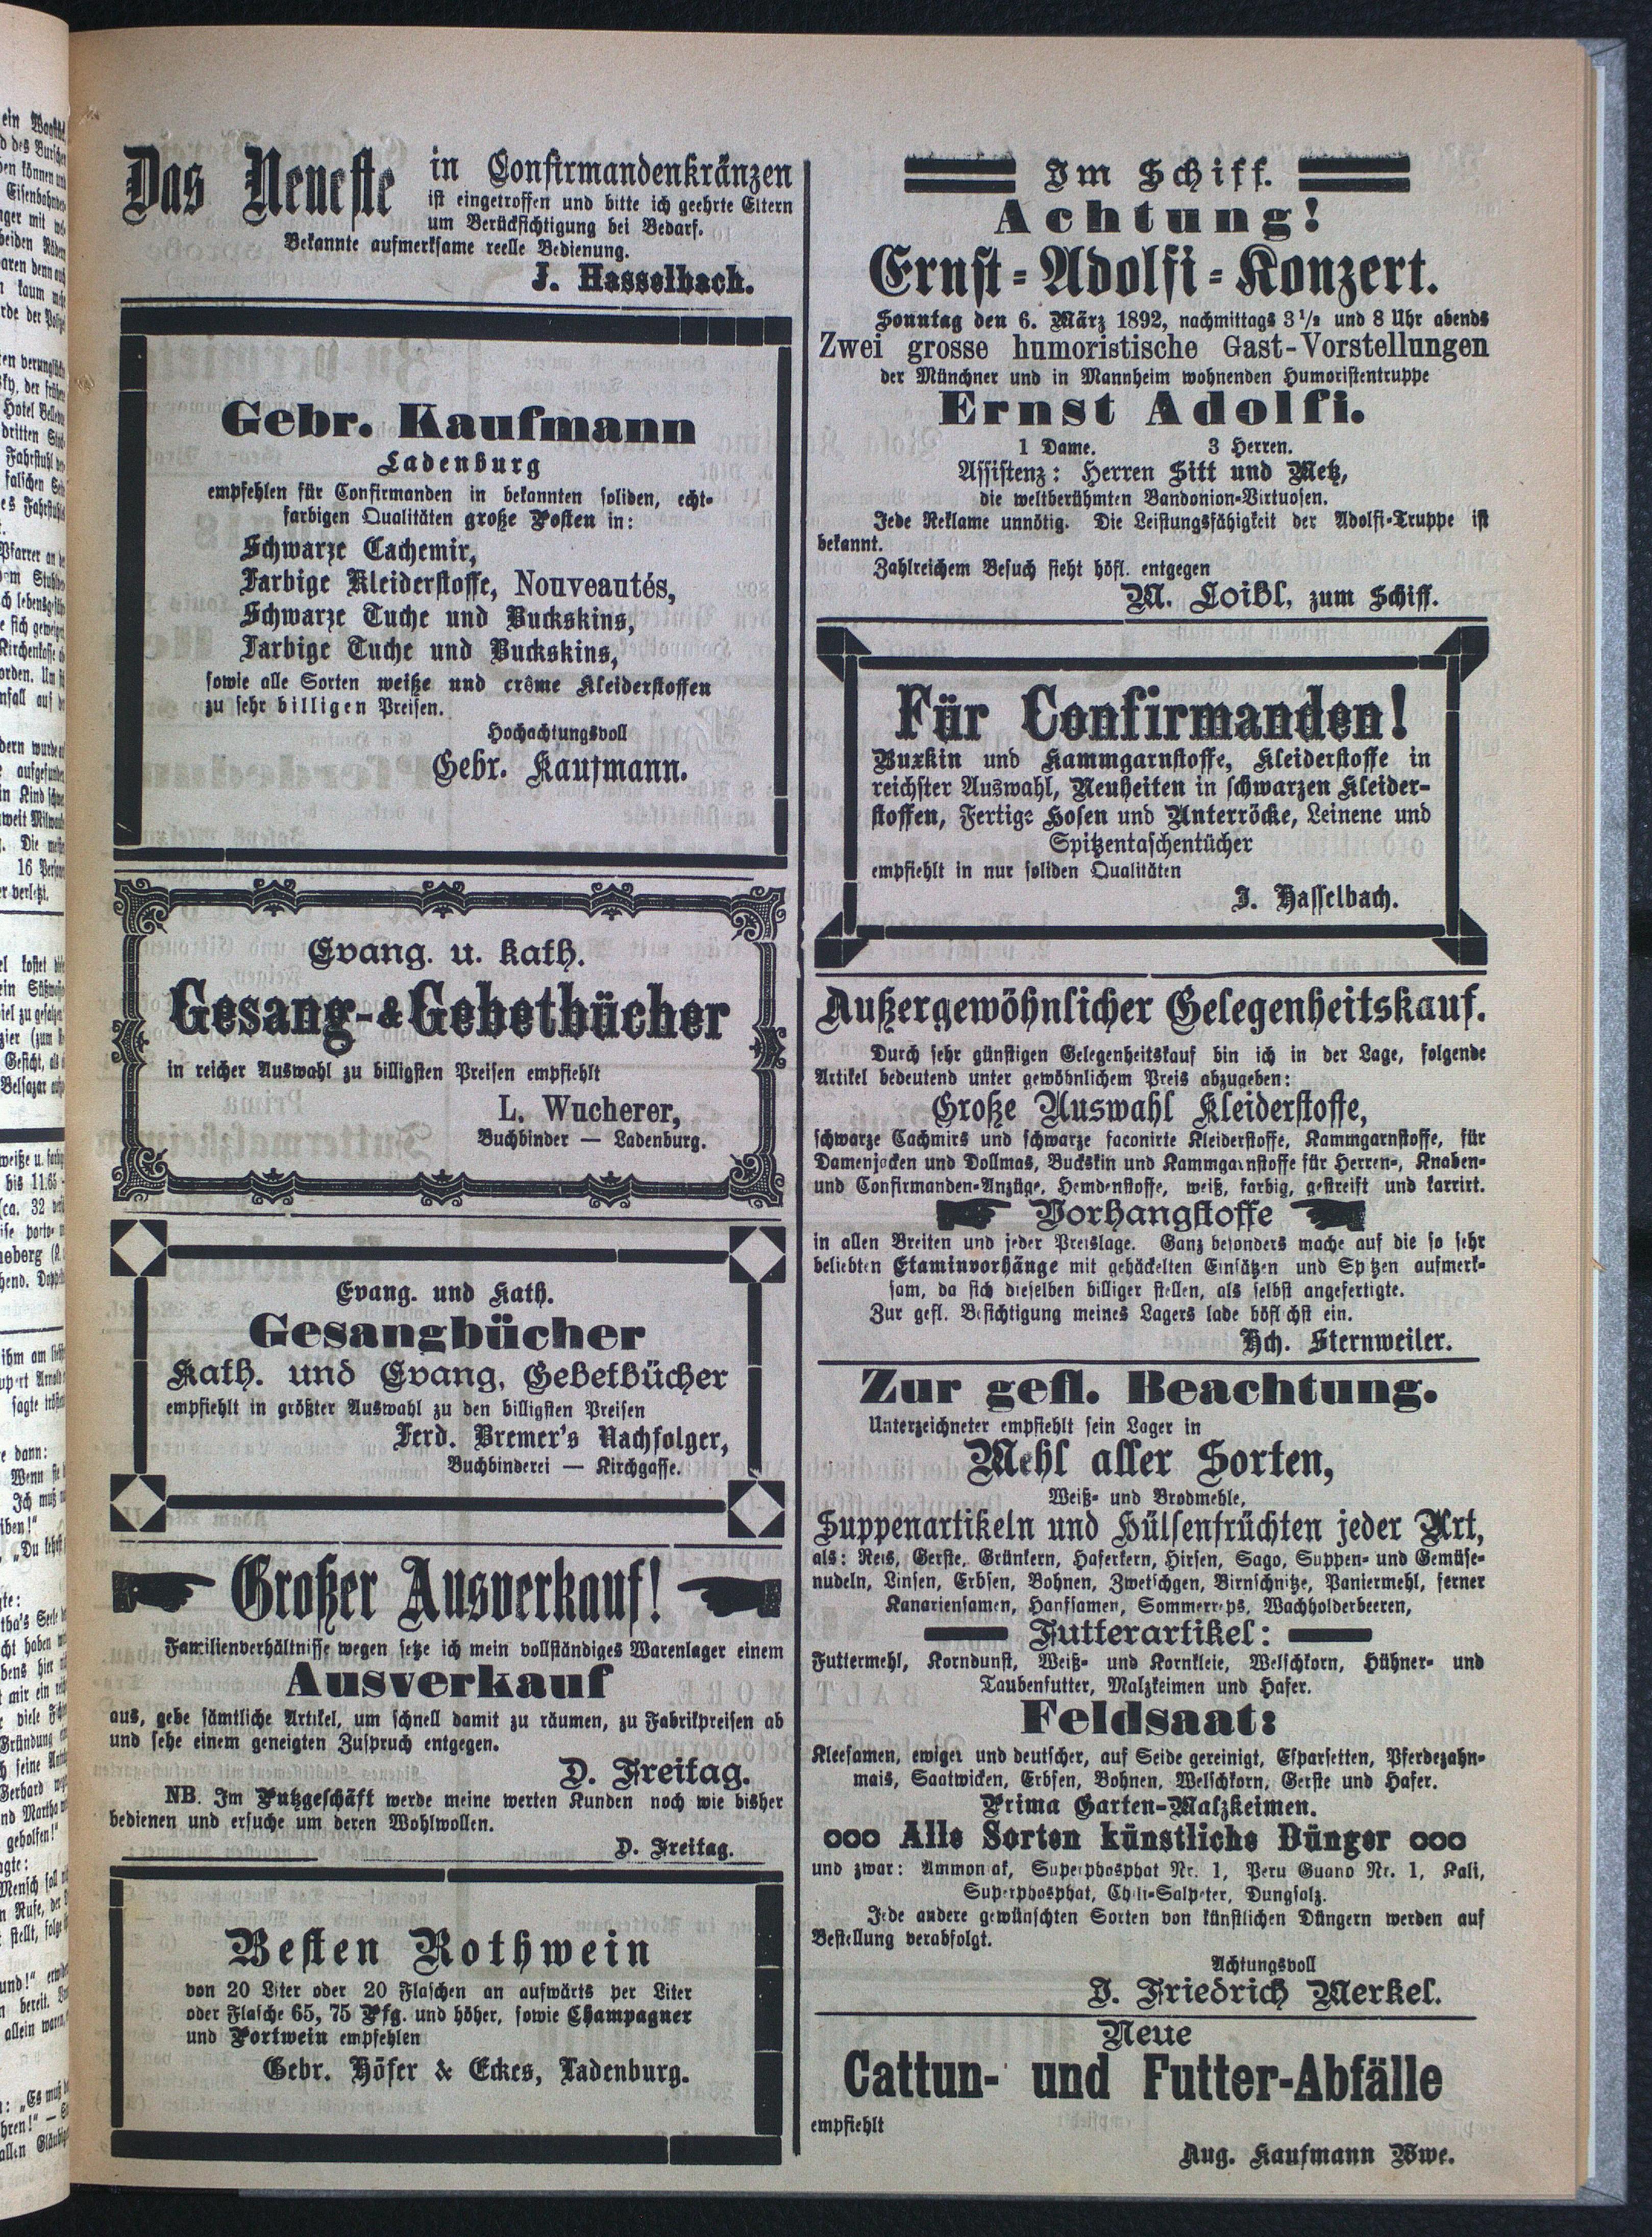 Das Neueste
in Confirmandenkränzen
ist eingetroffen und bitte ich geehrte Eltern
um Berücksichtigung bei Bedarf.
Bekannte aufmerksame reelle Bedienung.
J. Hasselbach.
Gebr. Kaufmann
Ladenburg
empfehlen für Confirmanden in bekannten soliden, echt-
farbigen Qualitäten große Posten in:
Schwarze Cachemir,
Farbige Kleiderstoffe, Nouveautés,
Schwarze Tuche und Buckskins,
Farbige Tuche und Buckskins,
sowie alle Sorten weiße und crême Kleiderstoffen
zu sehr billigen Preisen.
Hochachtungsvoll
Gebr. Kaufmann.
Evang. u. kath.
Gesang- & Gebetbücher
in reicher Auswahl zu billigsten Preisen empfiehlt
L. Wucherer,
Buchbinder — Ladenburg.
Evang. und kath.
Gesangbücher
Kath. und Evang. Gebetbücher
empfiehlt in größter Auswahl zu den billigsten Preisen
Ferd. Bremer's Nachfolger,
Buchbinderei — Kirchgasse.
Großer Ausverkauf!
Familienverhältnisse wegen setze ich mein vollständiges Warenlager einem
Ausverkauf
aus, gebe sämtliche Artikel, um schnell damit zu räumen, zu Fabrikpreisen ab
und sehe einem geneigten Zuspruch entgegen.
D. Freitag.
NB. Im Putzgeschäft werde meine werten Kunden noch wie bisher
bedienen und ersuche um deren Wohlwollen.
D. Freitag.
Besten Rothwein
von 20 Liter oder 20 Flaschen an aufwärts per Liter
oder Flasche 65, 75 Pfg. und höher, sowie Champagner
und Portwein empfehlen
Gebr. Höfer & Eckes, Ladenburg.
Im Schiff.
Achtung!
Ernst-Adolfi-Konzert.
Sonntag den 6. März 1892, nachmittags 3 1/2 und 8 Uhr abends
Zwei grosse humoristische Gast-Vorstellungen
der Münchner und in Mannheim wohnenden Humoristentruppe
Ernst Adolfi.
1 Dame. 3 Herren.
Assistenz: Herren Sitt und Metz,
die weltberühmten Bandonion-Virtuosen.
Jede Reklame unnötig. Die Leistungsfähigkeit der Adolfi-Truppe ist
bekannt.
Zahlreichem Besuch sieht höfl. entgegen
M. Loibl, zum Schiff.
Für Confirmanden!
Buxkin und Kammgarnstoffe, Kleiderstoffe in
reichster Auswahl, Neuheiten in schwarzen Kleider-
stoffen, Fertige Hosen und Unterröcke, Leinene und
Spitzentaschentücher
empfiehlt in nur soliden Qualitäten
J. Hasselbach.
Außergewöhnlicher Gelegenheitskauf.
Durch sehr günstigen Gelegenheitskauf bin ich in der Lage, folgende
Artikel bedeutend unter gewöhnlichem Preis abzugeben:
Große Auswahl Kleiderstoffe,
schwarze Cachmirs und schwarze faconirte Kleiderstoffe, Kammgarnstoffe, für
Damenjacken und Dollmas, Buckskin und Kammgarnstoffe für Herren-, Knaben-
und Confirmanden-Anzüge, Hemdenstoffe, weiß, farbig, gestreift und karrirt.
Vorhangstoffe
in allen Breiten und jeder Preislage. Ganz besonders mache auf die so sehr
beliebten Etaminvorhänge mit gehäckelten Einsätzen und Spitzen aufmerk-
sam, da sich dieselben billiger stellen, als selbst angefertigte.
Zur gefl. Besichtigung meines Lagers lade höflichst ein.
Hch. Sternweiler.
Zur gefl. Beachtung.
Unterzeichneter empfiehlt sein Lager in
Mehl aller Sorten,
Weiß- und Brodmehle,
Suppenartikeln und Hülsenfrüchten jeder Art,
als: Reis, Gerste, Grünkern, Haferkern, Hirsen, Sago, Suppen- und Gemüse-
nudeln, Linsen, Erbsen, Bohnen, Zwetschgen, Birnschnitze, Paniermehl, ferner
Kanariensamen, Hanfsamen, Sommerreps, Wachholderbeeren,
Futterartikel:
Futtermehl, Korndunst, Weiß- und Kornkleie, Welschkorn, Hühner- und
Taubenfutter, Malzkeimen und Hafer.
Feldsaat:
Kleesamen, ewiger und deutscher, auf Seide gereinigt, Esparsetten, Pferdezahn-
mais, Saatwicken, Erbsen, Bohnen, Welschkorn, Gerste und Hafer.
Prima Garten-Malzkeimen.
ooo Alle Sorten künstliche Dünger ooo
und zwar: Ammoniak, Superphosphat Nr. 1, Peru Guano Nr. 1, Kali,
Superphosphat, Chili-Salpeter, Dungsalz.
Jede andere gewünschten Sorten von künstlichen Düngern werden auf
Bestellung verabfolgt.
Achtungsvoll
J. Friedrich Merkel.
Neue
Cattun- und Futter-Abfälle
empfiehlt
Aug. Kaufmann Wwe.